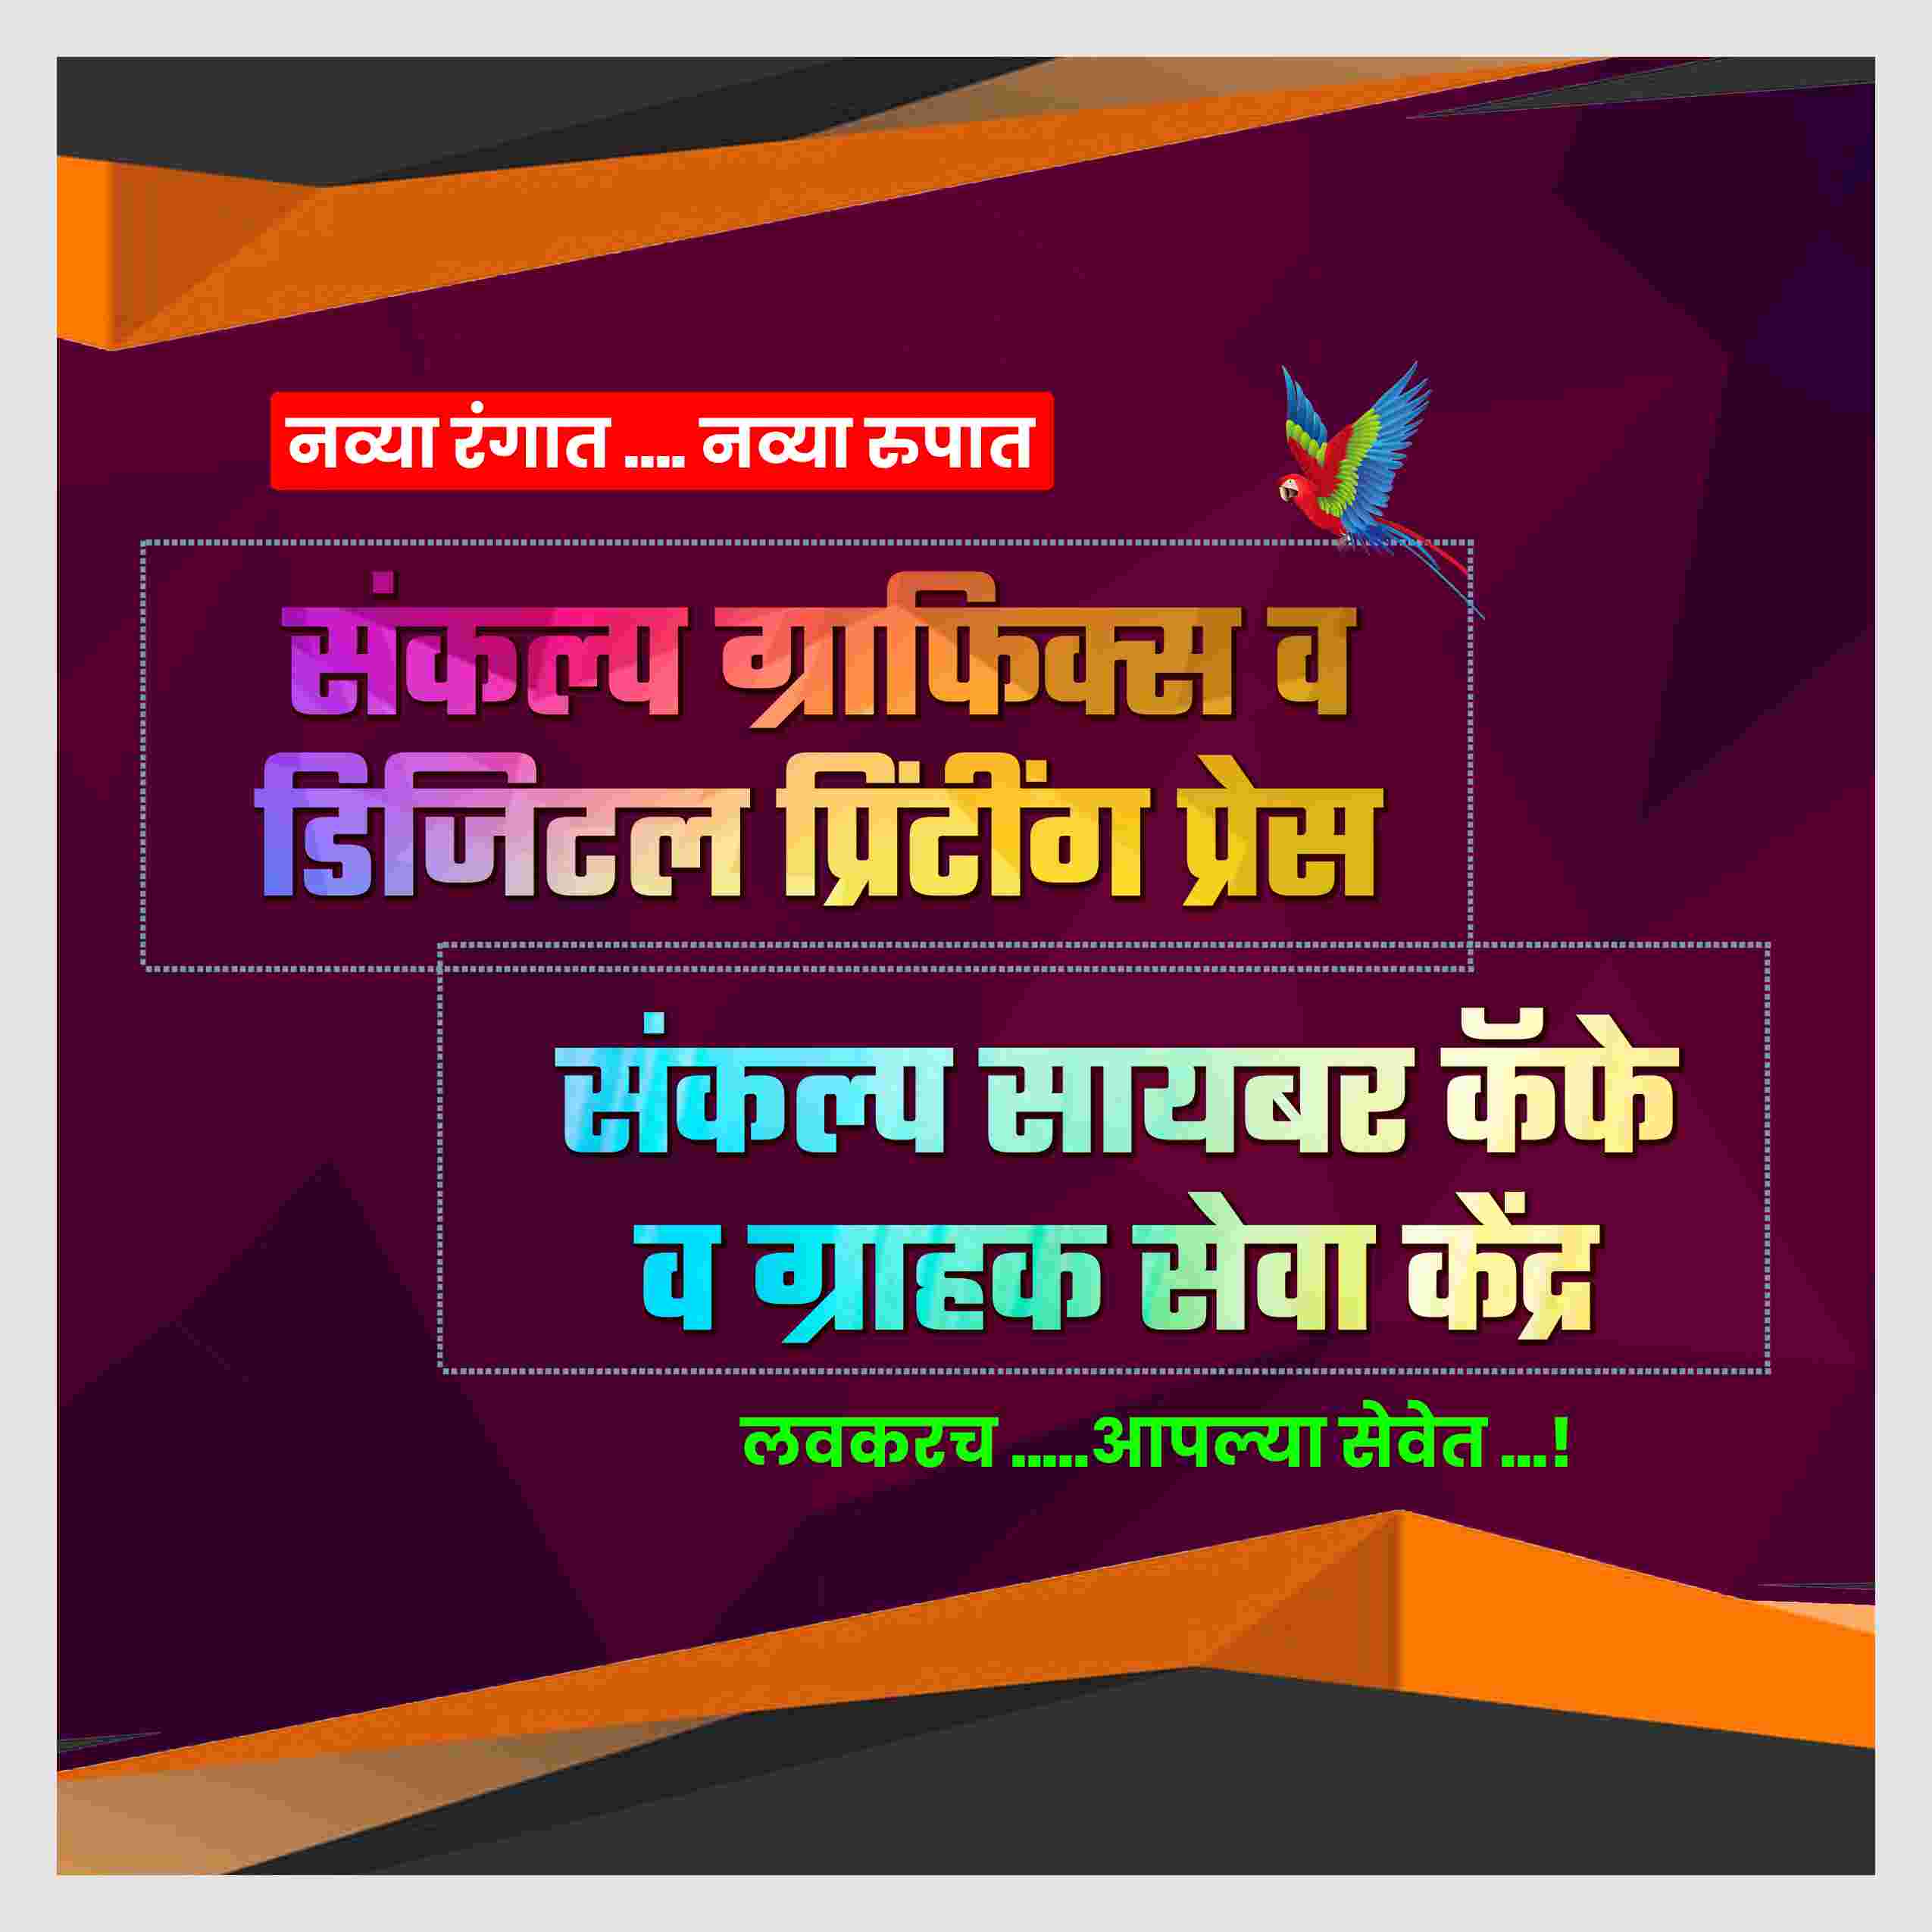 नव्या रंगात .... नव्या रुपात
संकल्प ग्राफिक्स व
डिजिटल प्रिंटींग प्रेस
संकल्प सायबर कॅफे
व ग्राहक सेवा केंद्र
लवकरच .....आपल्या सेवेत ...!